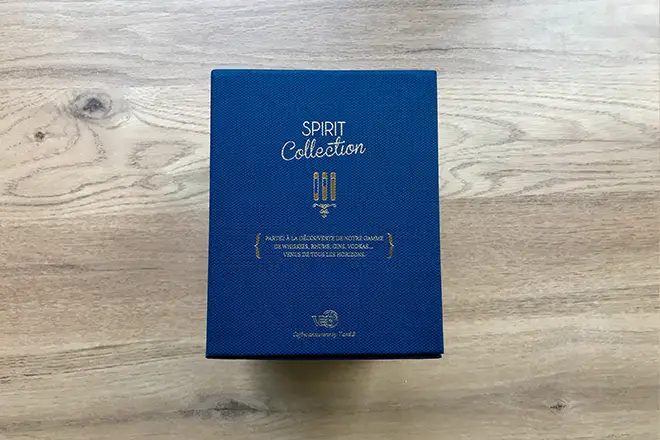 SPIRIT
Collection
PARTEZ À LA DÉCOUVERTE DE NOTRE GAMME
DE WHISKIES, RHUMS, GINS, VODKAS...
VENUS DE TOUS LES HORIZONS.